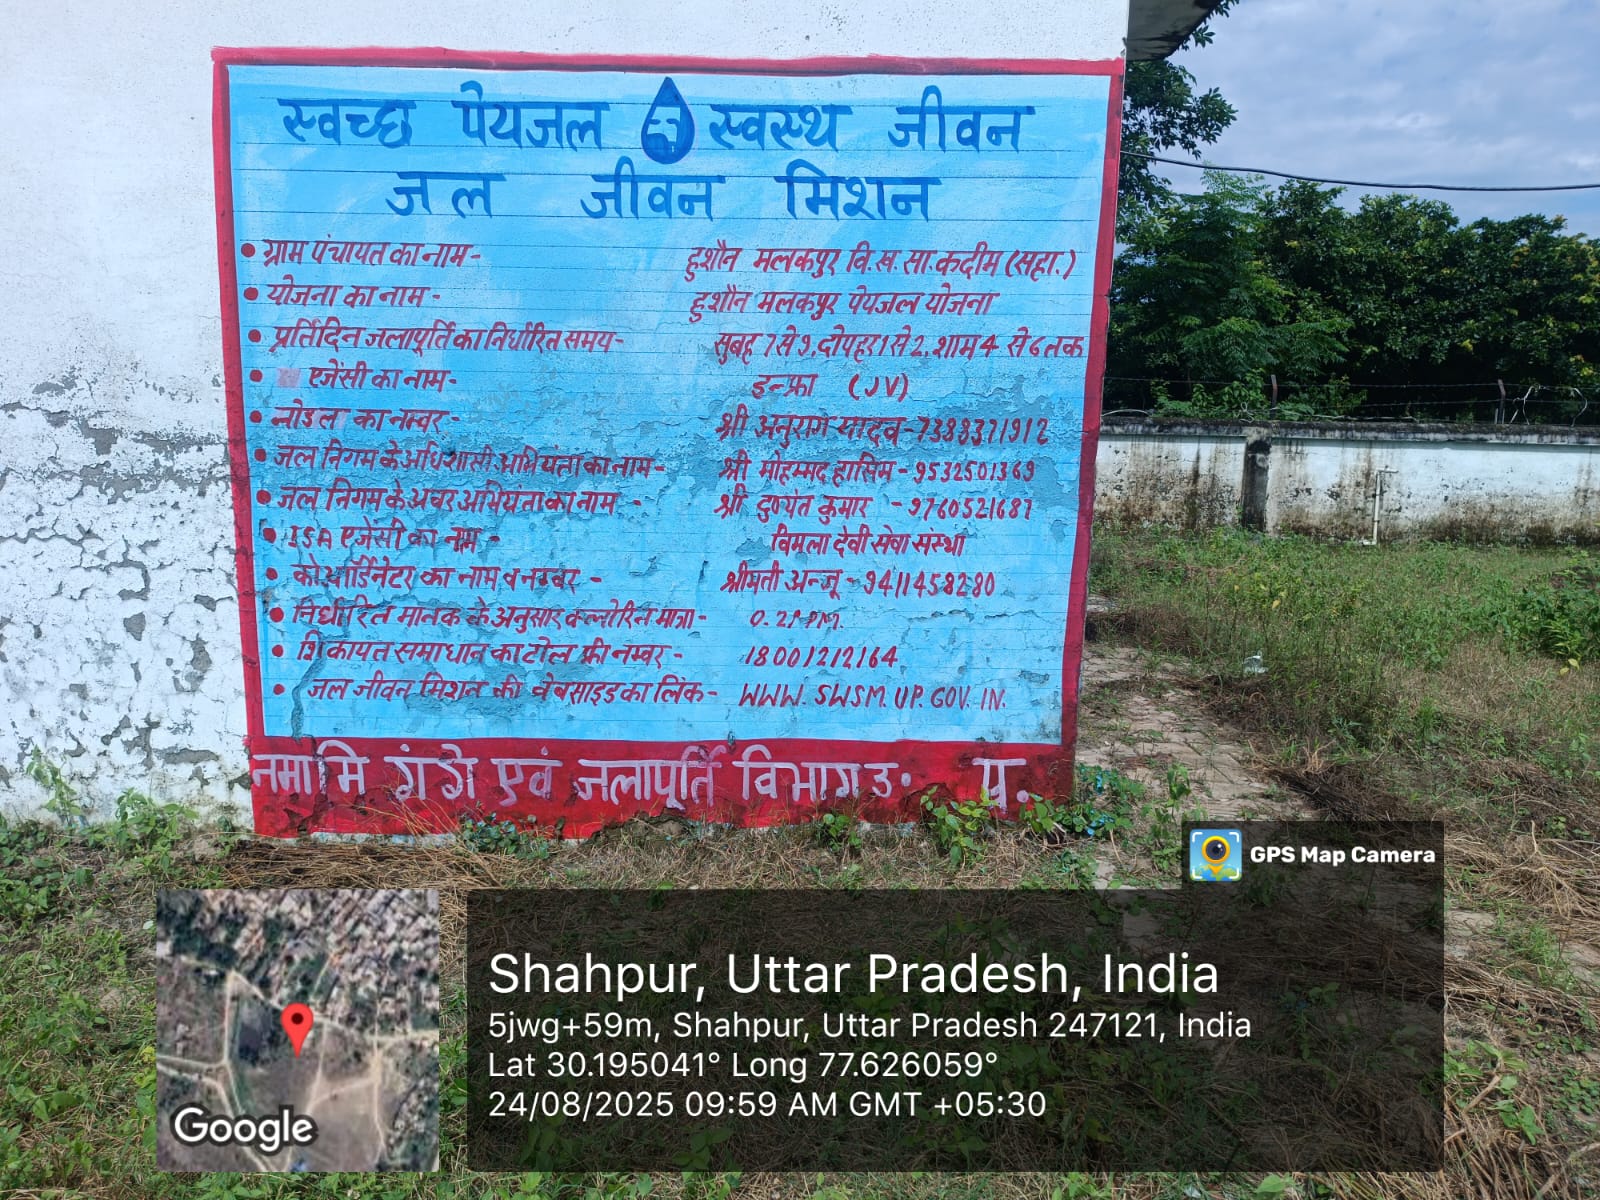 स्वच्छ पेयजल स्वस्थ जीवन
जल जीवन मिशन
• ग्राम पंचायत का नाम - हुशौन मलकपुर वि.ख. सा.कदीम (सहा.)
• योजना का नाम - हुशौन मलकपुर पेयजल योजना
• प्रतिदिन जलापूर्ति का निर्धारित समय - सुबह 7 से 9, दोपहर 1 से 2, शाम 4 से 6 तक
• एजेंसी का नाम - इन्फ्रा (JV)
• नोडल का नम्बर - श्री अनुराग यादव - 7388371912
• जल निगम के अधिशासी अभियंता का नाम - श्री मोहम्मद हासिम - 9532501369
• जल निगम के अवर अभियंता का नाम - श्री दुष्यंत कुमार - 9760521687
• ISA एजेंसी का नाम - विमला देवी सेवा संस्था
• कोर्आडिनेटर का नाम व नम्बर - श्रीमती अन्जू - 9411458280
• निर्धारित मानक के अनुसार क्लोरिन मात्रा - 0.2PPM.
• शिकायत समाधान का टोल फ्री नम्बर - 18001212164
• जल जीवन मिशन की वेबसाइड का लिंक - WWW.SWSM.UP.GOV.IN.
नमामि गंगे एवं जलापूर्ति विभाग उ. प.
GPS Map Camera
Shahpur, Uttar Pradesh, India
5jwg+59m, Shahpur, Uttar Pradesh 247121, India
Lat 30.195041° Long 77.626059°
24/08/2025 09:59 AM GMT +05:30
Google